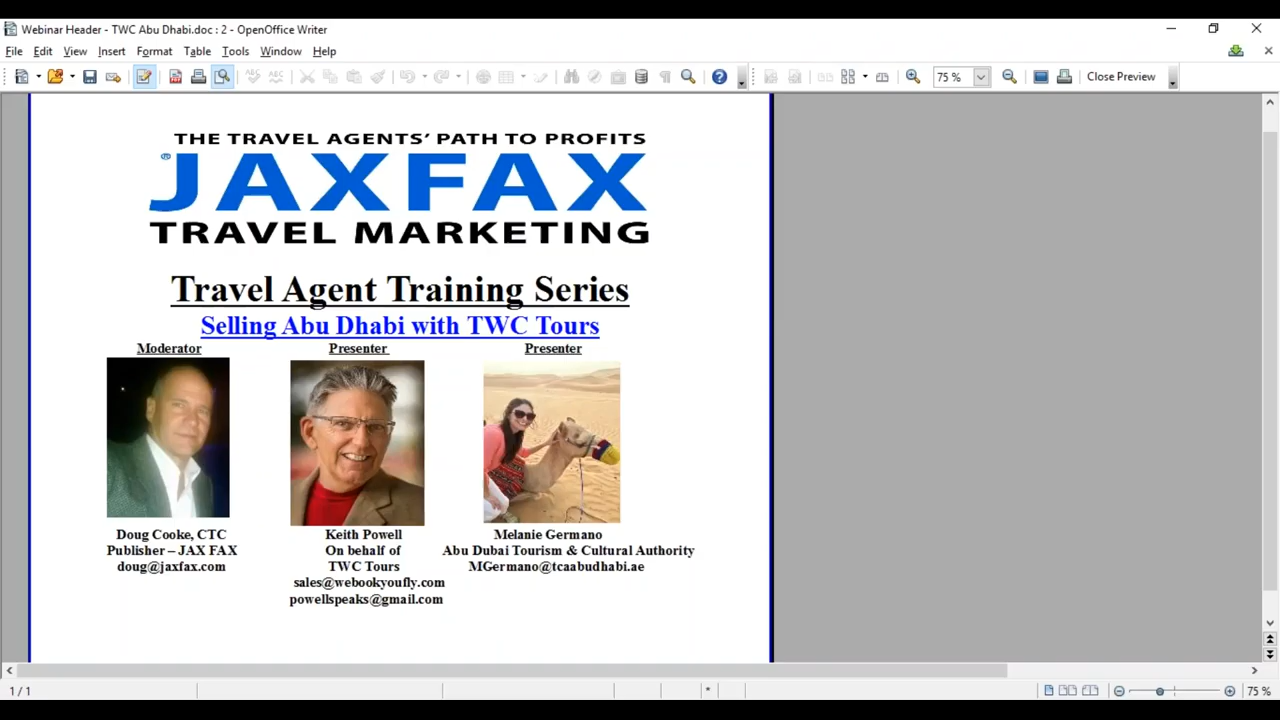 Webinar Header - TWC Abu Dhabi.doc : 2 - OpenOffice Writer
File Edit View Insert Format Table Tools Window Help
75 % Close Preview
THE TRAVEL AGENTS' PATH TO PROFITS
JAXFAX®
TRAVEL MARKETING
Travel Agent Training Series
Selling Abu Dhabi with TWC Tours
Moderator Presenter Presenter
Doug Cooke, CTC Keith Powell Melanie Germano
Publisher – JAX FAX On behalf of Abu Dubai Tourism & Cultural Authority
doug@jaxfax.com TWC Tours MGermano@tcaabudhabi.ae
sales@webookyoufly.com
powellspeaks@gmail.com
1 / 1 * 75 %